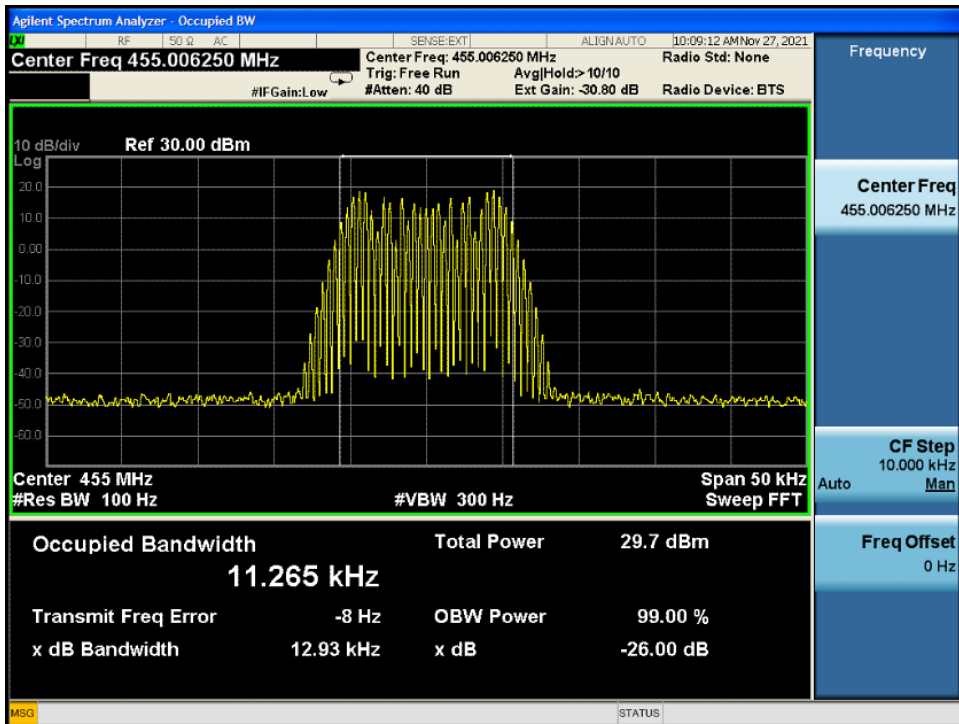 Agilent Spectrum Analyzer - Occupied BW
LXI RF 50 Ω AC SENSE:EXT ALIGNAUTO 10:09:12 AMNov 27, 2021
Center Freq 455.006250 MHz
Center Freq: 455.006250 MHz Radio Std: None
Trig: Free Run Avg|Hold:> 10/10
#IFGain:Low #Atten: 40 dB Ext Gain: -30.80 dB Radio Device: BTS
10 dB/div Ref 30.00 dBm
Log
20.0
10.0
0.00
-10.0
-20.0
-30.0
-40.0
-50.0
-60.0
Center 455 MHz Span 50 kHz
#Res BW 100 Hz #VBW 300 Hz Sweep FFT
Occupied Bandwidth Total Power 29.7 dBm
11.265 kHz
Transmit Freq Error -8 Hz OBW Power 99.00 %
x dB Bandwidth 12.93 kHz x dB -26.00 dB
MSG STATUS
Frequency
Center Freq
455.006250 MHz
CF Step
10.000 kHz
Auto Man
Freq Offset
0 Hz